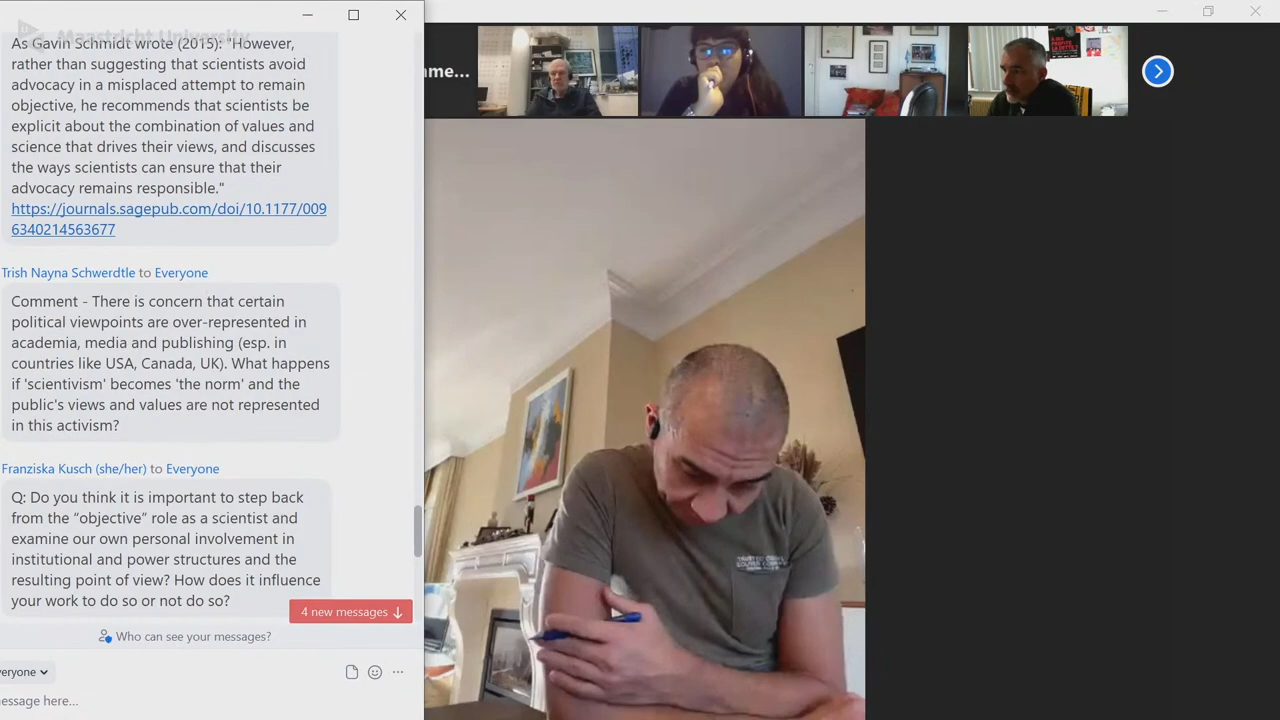 Maastricht University
As Gavin Schmidt wrote (2015): "However,
rather than suggesting that scientists avoid
advocacy in a misplaced attempt to remain
objective, he recommends that scientists be
explicit about the combination of values and
science that drives their views, and discusses
the ways scientists can ensure that their
advocacy remains responsible."
https://journals.sagepub.com/doi/10.1177/009
6340214563677
Trish Nayna Schwerdtle to Everyone
Comment - There is concern that certain
political viewpoints are over-represented in
academia, media and publishing (esp. in
countries like USA, Canada, UK). What happens
if 'scientivism' becomes 'the norm' and the
public's views and values are not represented
in this activism?
Franziska Kusch (she/her) to Everyone
Q: Do you think it is important to step back
from the “objective” role as a scientist and
examine our own personal involvement in
institutional and power structures and the
resulting point of view? How does it influence
your work to do so or not do so?
4 new messages
Who can see your messages?
eryone
essage here...
me...